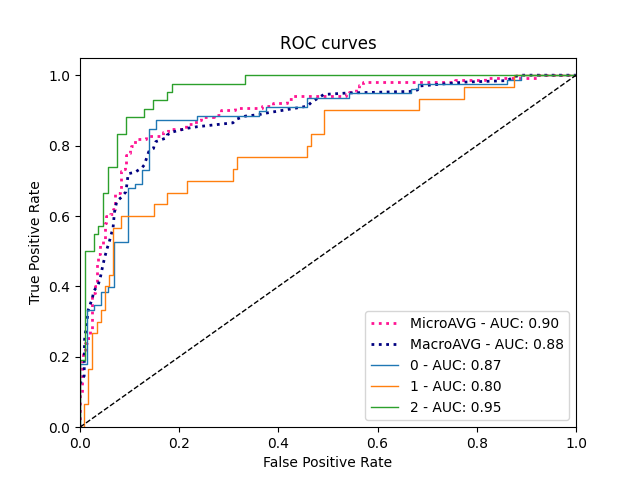 ROC curves
1.0
0.8
0.6
0.4
0.2
0.0
True Positive Rate
MicroAVG - AUC: 0.90
MacroAVG - AUC: 0.88
0 - AUC: 0.87
1 - AUC: 0.80
2 - AUC: 0.95
0.0 0.2 0.4 0.6 0.8 1.0
False Positive Rate